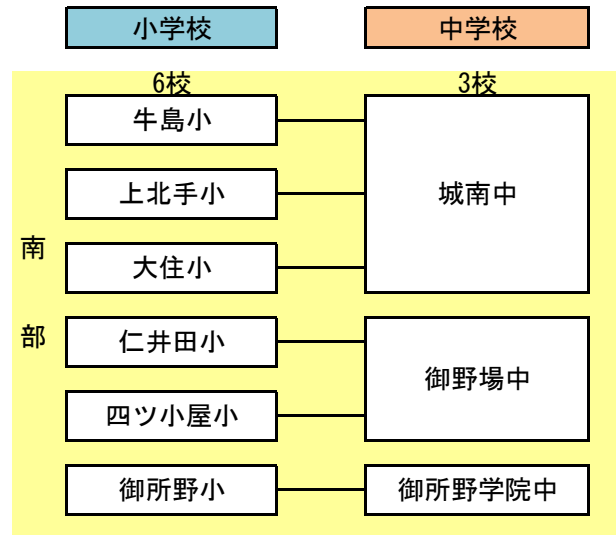 小学校 中学校
6校 3校
牛島小
上北手小 城南中
大住小
南部
仁井田小
御野場中
四ツ小屋小
御所野小 御所野学院中